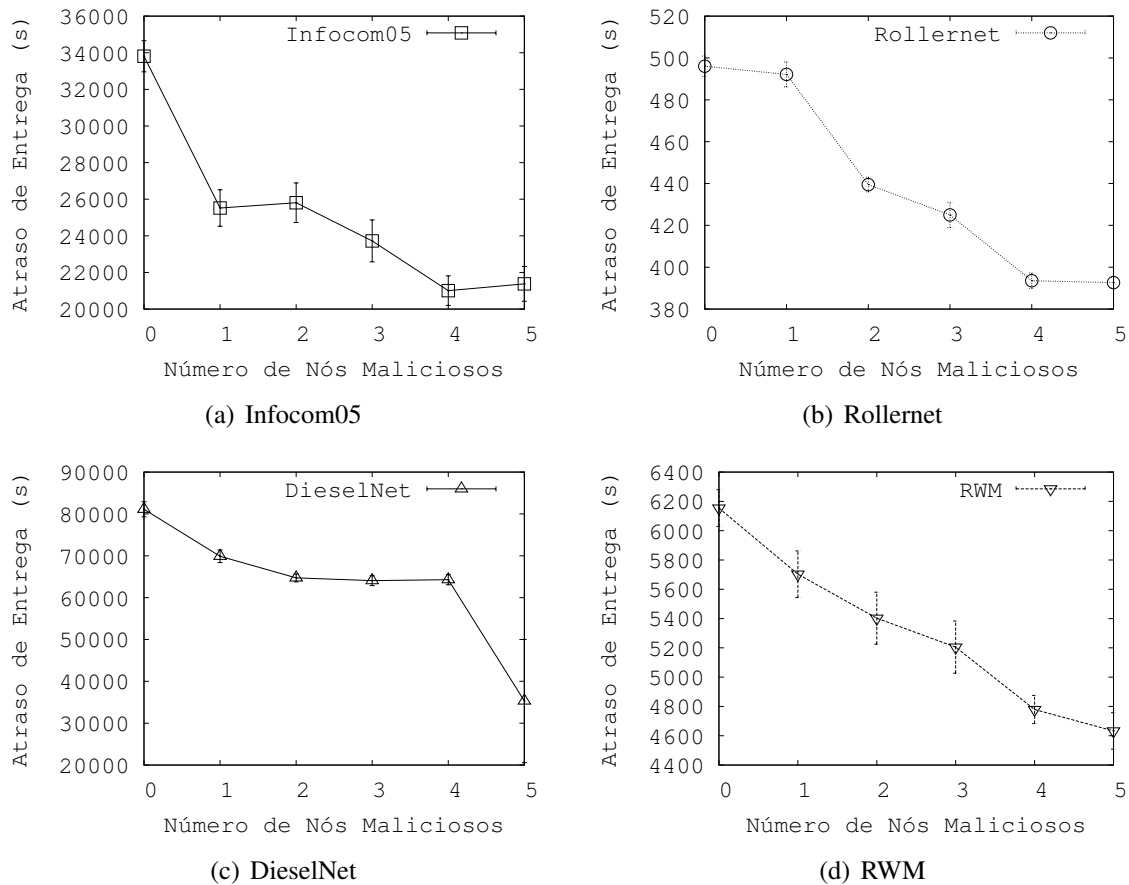 36000
34000
32000
30000
28000
26000
24000
22000
20000
Atraso de Entrega (s)
Infocom05
0 1 2 3 4 5
Número de Nós Maliciosos
(a) Infocom05
520
500
480
460
440
420
400
380
Atraso de Entrega (s)
Rollernet
0 1 2 3 4 5
Número de Nós Maliciosos
(b) Rollernet
90000
80000
70000
60000
50000
40000
30000
20000
Atraso de Entrega (s)
DieselNet
0 1 2 3 4 5
Número de Nós Maliciosos
(c) DieselNet
6400
6200
6000
5800
5600
5400
5200
5000
4800
4600
4400
Atraso de Entrega (s)
RWM
0 1 2 3 4 5
Número de Nós Maliciosos
(d) RWM